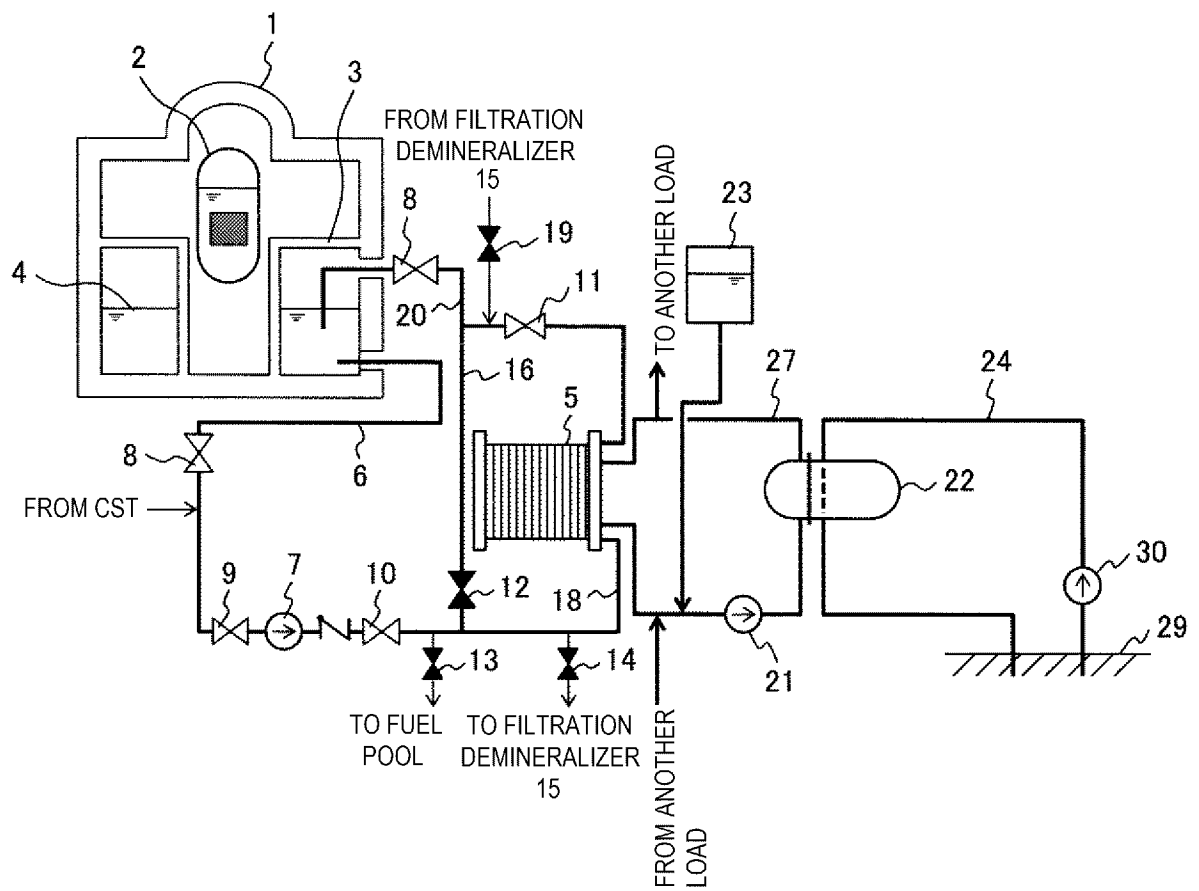 1
2
3
FROM FILTRATION
DEMINERALIZER
15
TO ANOTHER LOAD
23
8
19
4
11
20
16
27
24
5
6
8
22
FROM CST
30
9
7
10
12
18
29
13
14
21
TO FUEL
POOL
TO FILTRATION
DEMINERALIZER
15
FROM ANOTHER
LOAD